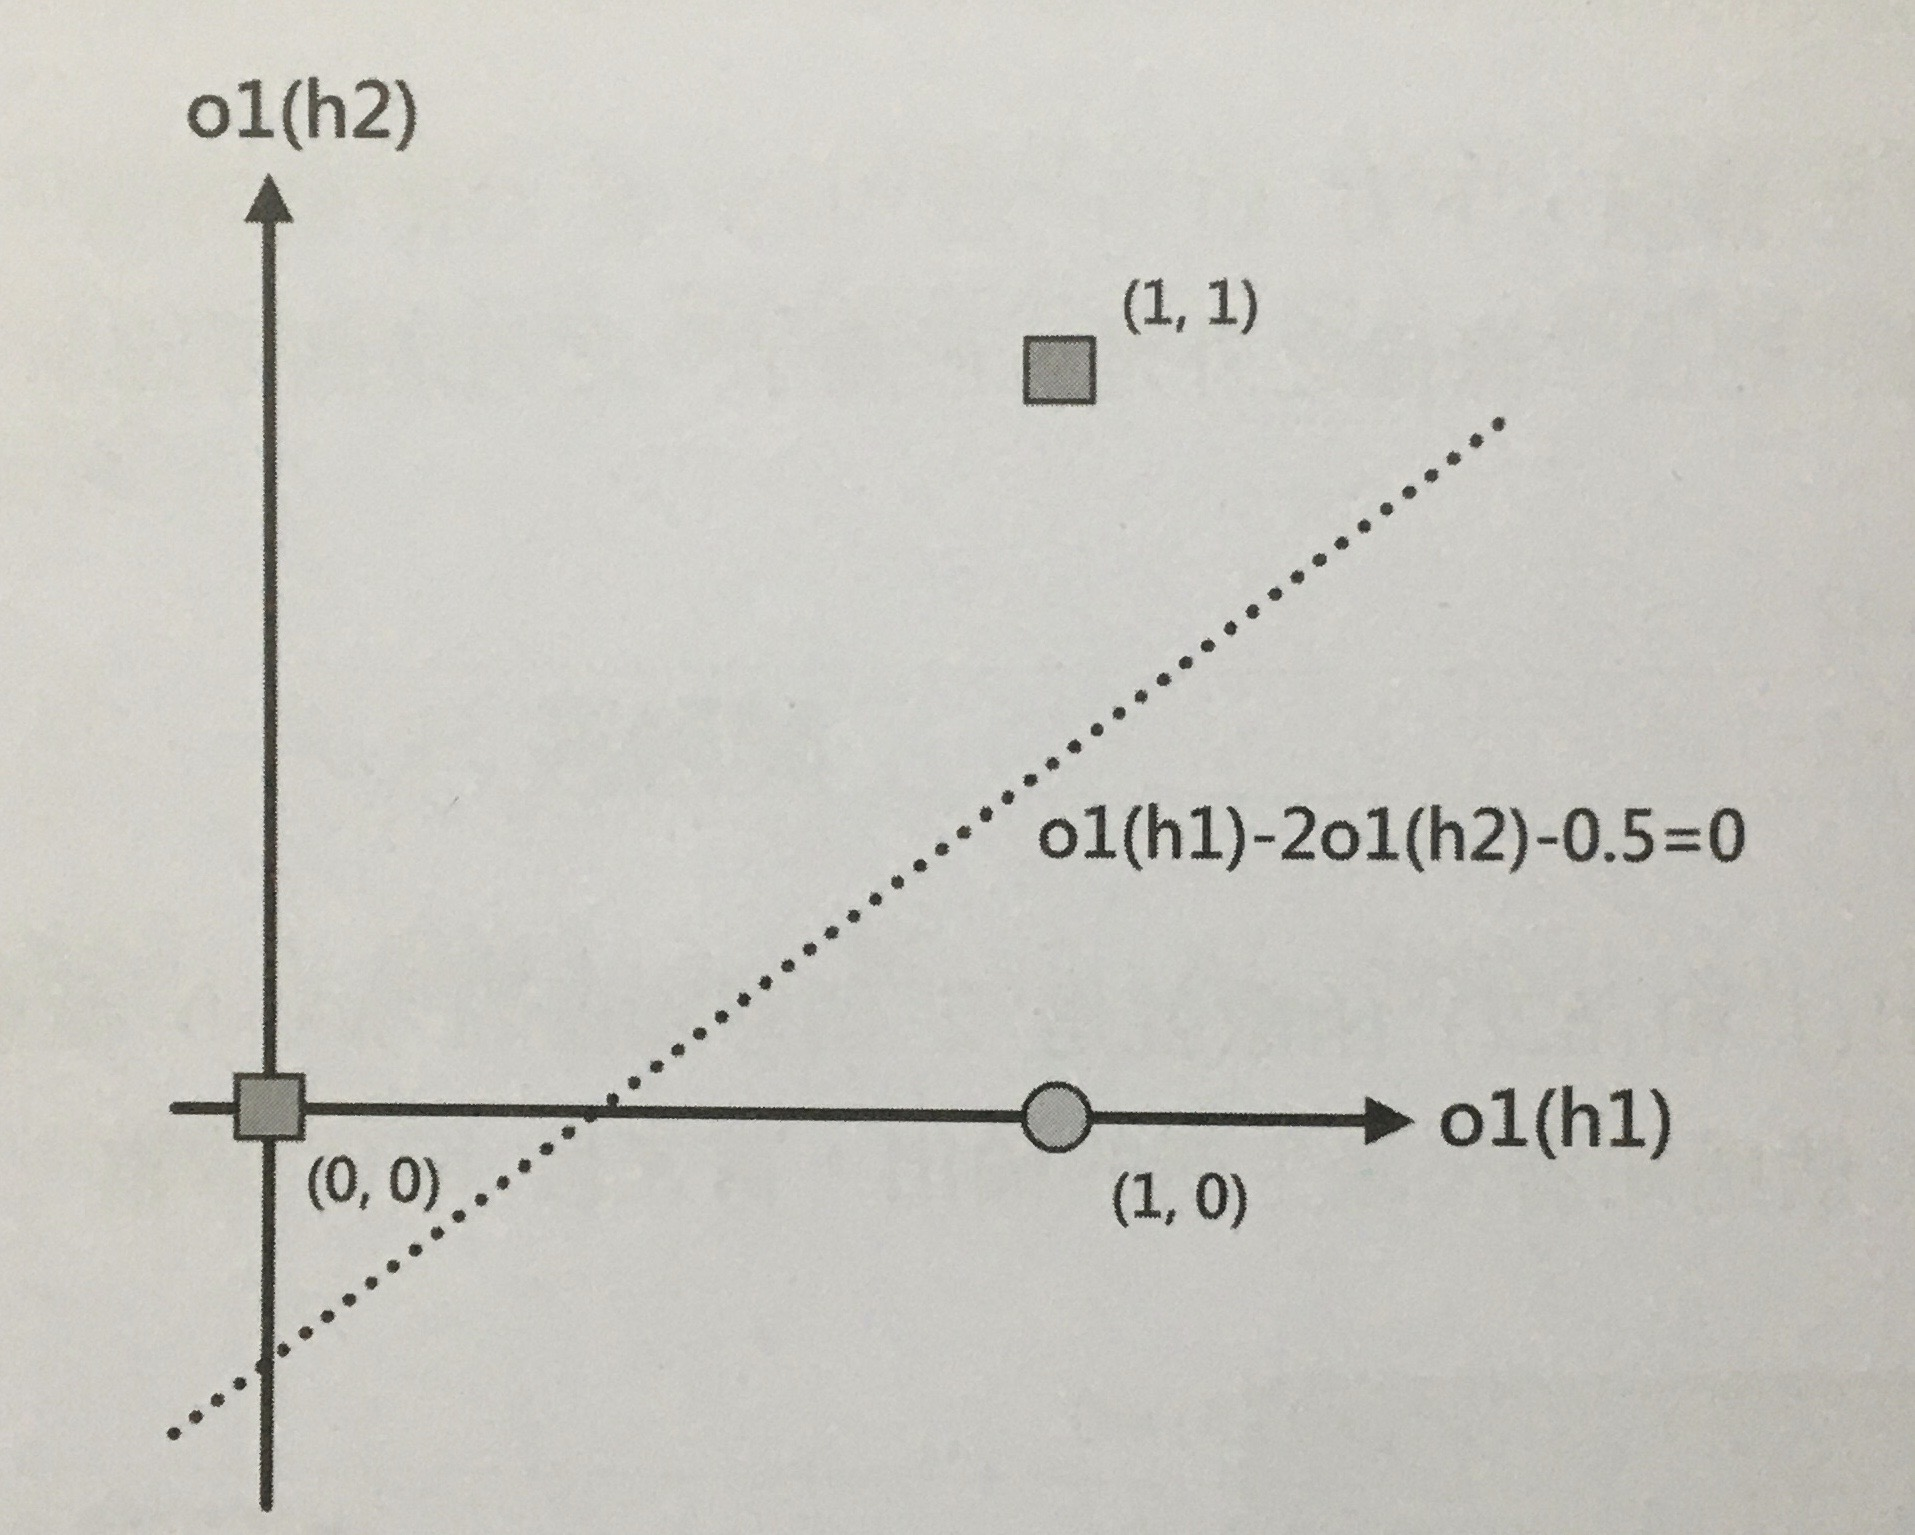 o1(h2)
(1, 1)
o1(h1)-2o1(h2)-0.5=0
o1(h1)
(0, 0)
(1, 0)